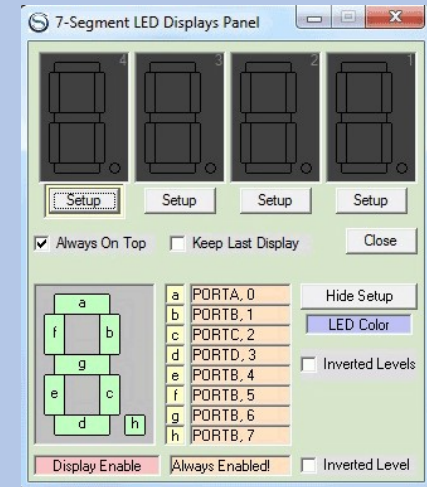 7-Segment LED Displays Panel
4 3 2 1
Setup Setup Setup Setup
Always On Top Keep Last Display Close
a PORTA, 0 Hide Setup
b PORTB, 1
LED Color
c PORTC, 2
d PORTD, 3 Inverted Levels
e PORTB, 4
f PORTB, 5
g PORTB, 6
h PORTB, 7
a
f b
g
e c
d h
Display Enable Always Enabled! Inverted Level